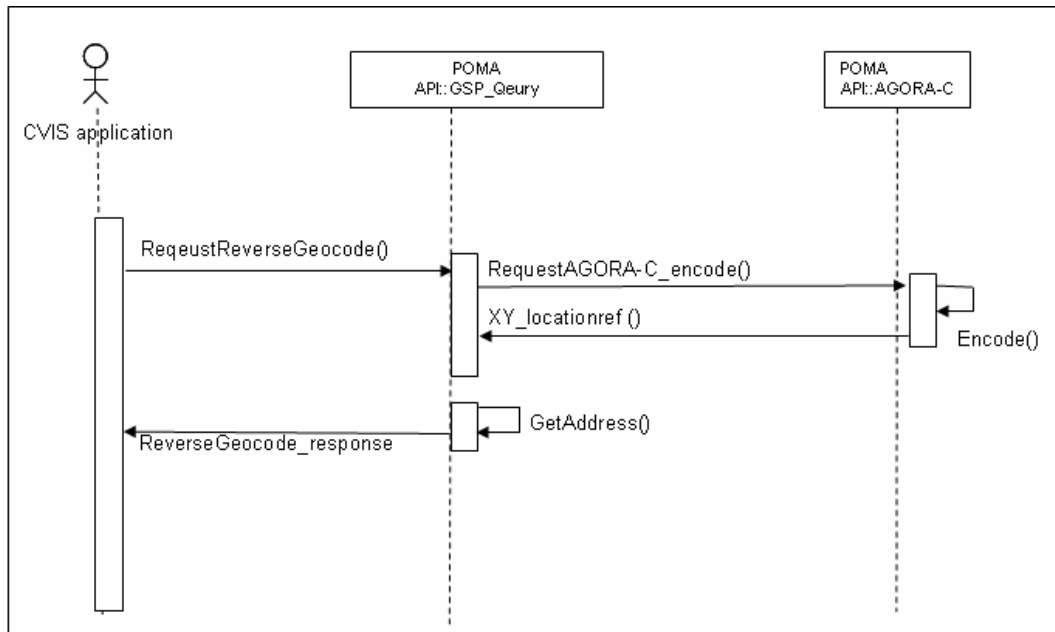 POMA
API::GSP_Qeury
POMA
API::AGORA-C
CVIS application
ReqeustReverseGeocode()
RequestAGORA-C_encode()
XY_locationref ()
Encode()
GetAddress()
ReverseGeocode_response